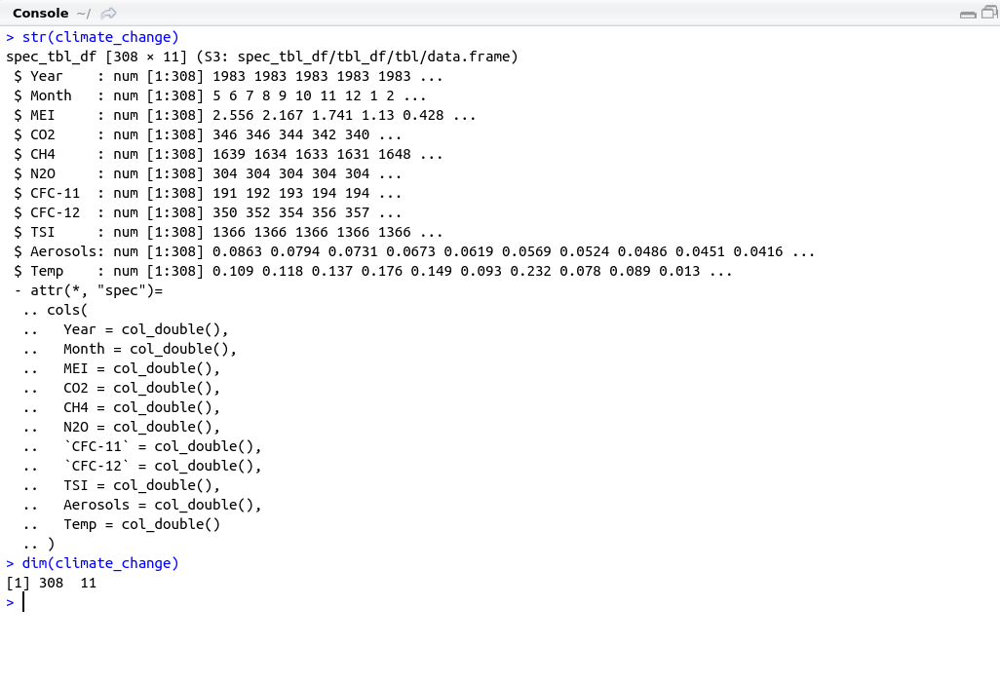 Console ~/
> str(climate_change)
spec_tbl_df [308 × 11] (S3: spec_tbl_df/tbl_df/tbl/data.frame)
 $ Year    : num [1:308] 1983 1983 1983 1983 1983 ...
 $ Month   : num [1:308] 5 6 7 8 9 10 11 12 1 2 ...
 $ MEI     : num [1:308] 2.556 2.167 1.741 1.13 0.428 ...
 $ CO2     : num [1:308] 346 346 344 342 340 ...
 $ CH4     : num [1:308] 1639 1634 1633 1631 1648 ...
 $ N2O     : num [1:308] 304 304 304 304 304 ...
 $ CFC-11  : num [1:308] 191 192 193 194 194 ...
 $ CFC-12  : num [1:308] 350 352 354 356 357 ...
 $ TSI     : num [1:308] 1366 1366 1366 1366 1366 ...
 $ Aerosols: num [1:308] 0.0863 0.0794 0.0731 0.0673 0.0619 0.0569 0.0524 0.0486 0.0451 0.0416 ...
 $ Temp    : num [1:308] 0.109 0.118 0.137 0.176 0.149 0.093 0.232 0.078 0.089 0.013 ...
 - attr(*, "spec")=
  .. cols(
  ..   Year = col_double(),
  ..   Month = col_double(),
  ..   MEI = col_double(),
  ..   CO2 = col_double(),
  ..   CH4 = col_double(),
  ..   N2O = col_double(),
  ..   `CFC-11` = col_double(),
  ..   `CFC-12` = col_double(),
  ..   TSI = col_double(),
  ..   Aerosols = col_double(),
  ..   Temp = col_double()
  .. )
> dim(climate_change)
[1] 308  11
>